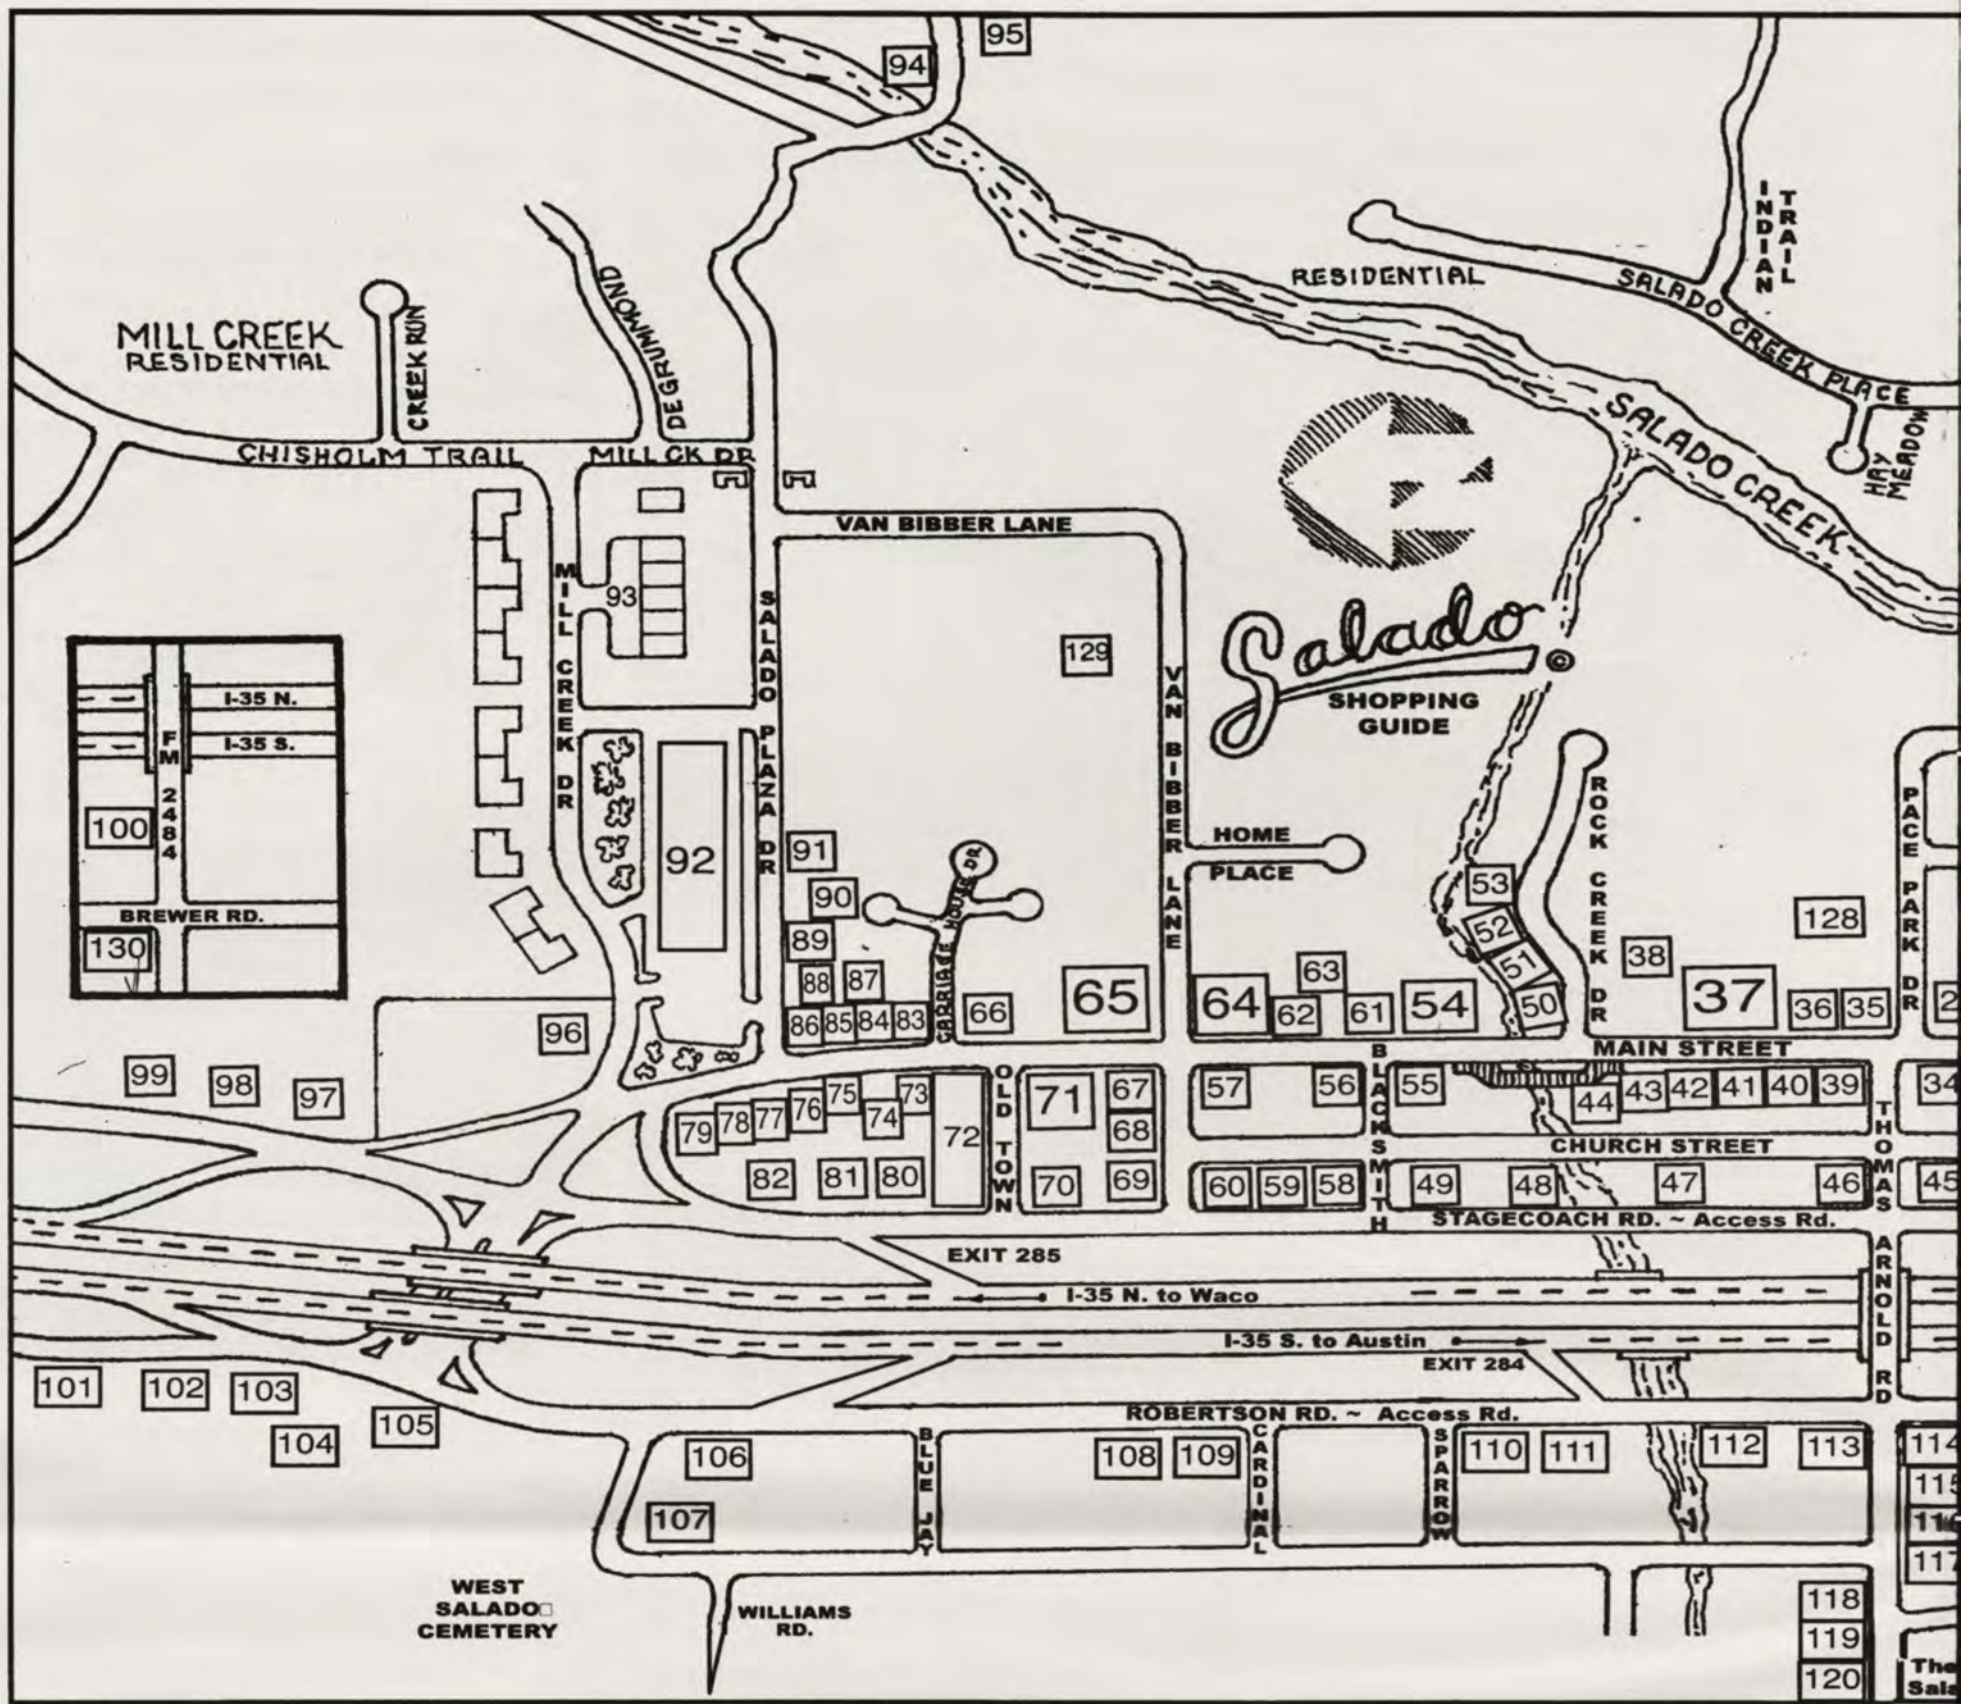 95
94
INDIAN
TRAIL
RESIDENTIAL
SALADO CREEK PLACE
HAY
MEADOW
SALADO CREEK
DEGRUMMOND
MILL CREEK
RESIDENTIAL
CREEK RUN
CHISHOLM TRAIL
MILL CK DR
VAN BIBBER LANE
MILL CREEK DR
93
SALADO PLAZA DR
129
VAN BIBBER LANE
Salado ©
SHOPPING
GUIDE
I-35 N.
I-35 S.
FM 2484
100
BREWER RD.
130
92
91
90
89
88
87
86
85
84
83
CARRIAGE HOUSE DR
66
65
HOME
PLACE
64
63
62
61
54
53
52
51
50
ROCK CREEK DR
38
37
128
36
35
PACE PARK DR
2
96
99
98
97
MAIN STREET
OLD TOWN
BLACKSMITH
79
78
77
76
75
74
73
72
71
67
68
57
56
55
44
43
42
41
40
39
34
CHURCH STREET
THOMAS ARNOLD RD
82
81
80
70
69
60
59
58
49
48
47
46
45
STAGECOACH RD. ~ Access Rd.
EXIT 285
I-35 N. to Waco
I-35 S. to Austin
EXIT 284
101
102
103
104
105
ROBERTSON RD. ~ Access Rd.
106
107
BLUE JAY
108
109
CARDINAL
SPARROW
110
111
112
113
114
115
116
117
WEST
SALADO□
CEMETERY
WILLIAMS
RD.
118
119
120
The
Sala